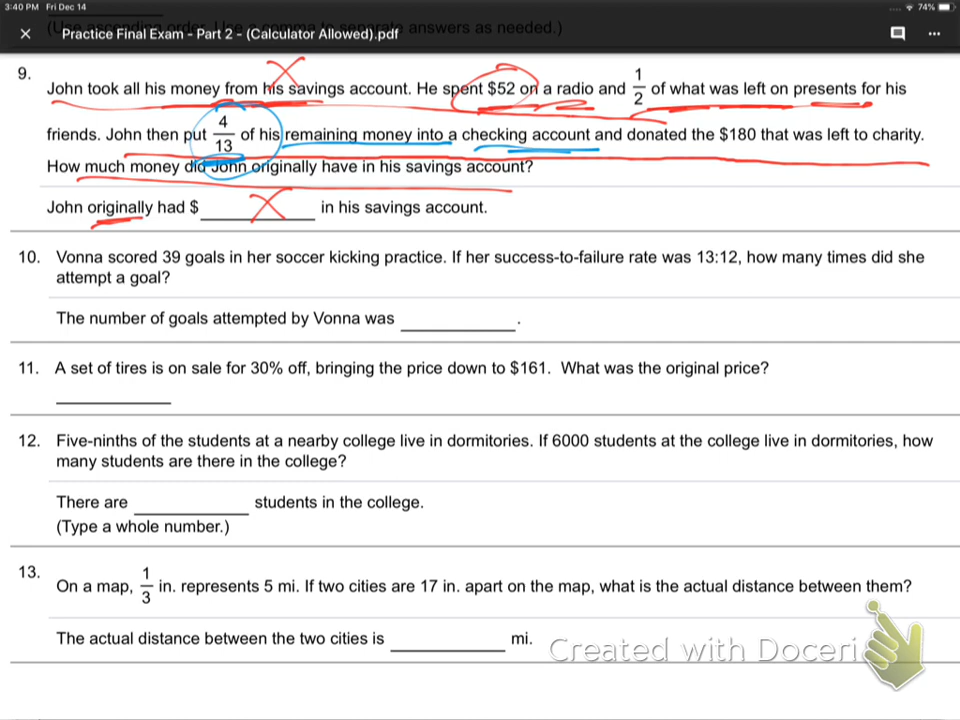 3:40 PM Fri Dec 14
74%
(Use ascending order. Use a comma to separate answers as needed.)
Practice Final Exam - Part 2 - (Calculator Allowed).pdf
9.
John took all his money from his savings account. He spent $52 on a radio and 1/2 of what was left on presents for his
friends. John then put 4/13 of his remaining money into a checking account and donated the $180 that was left to charity.
How much money did John originally have in his savings account?
X
John originally had $ X in his savings account.
10. Vonna scored 39 goals in her soccer kicking practice. If her success-to-failure rate was 13:12, how many times did she
attempt a goal?
The number of goals attempted by Vonna was .
11. A set of tires is on sale for 30% off, bringing the price down to $161. What was the original price?
12. Five-ninths of the students at a nearby college live in dormitories. If 6000 students at the college live in dormitories, how
many students are there in the college?
There are students in the college.
(Type a whole number.)
13.
On a map, 1/3 in. represents 5 mi. If two cities are 17 in. apart on the map, what is the actual distance between them?
The actual distance between the two cities is mi.
Created with Doceri